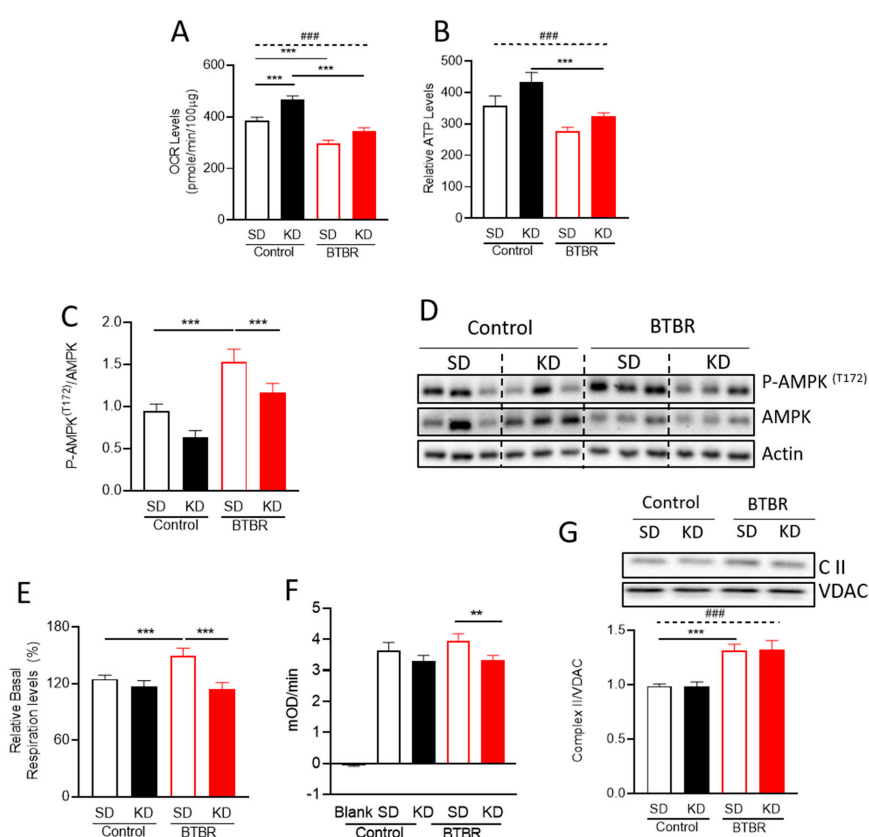 A
###
***
***
***
OCR Levels
(pmole/min/100µg)
600
400
200
0
SD KD SD KD
Control BTBR
B
###
***
Relative ATP Levels
500
400
300
200
100
0
SD KD SD KD
Control BTBR
C
*** ***
P-AMPK(T172)/AMPK
2.0
1.5
1.0
0.5
0.0
SD KD SD KD
Control BTBR
D
Control BTBR
SD KD SD KD
P-AMPK (T172)
AMPK
Actin
E
*** ***
Relative Basal
Respiration levels (%)
180
120
60
0
SD KD SD KD
Control BTBR
F
**
mOD/min
5
4
3
2
1
0
-1
Blank SD KD SD KD
Control BTBR
G
Control BTBR
SD KD SD KD
C II
VDAC
###
***
Complex II/VDAC
1.5
1.0
0.5
0.0
SD KD SD KD
Control BTBR